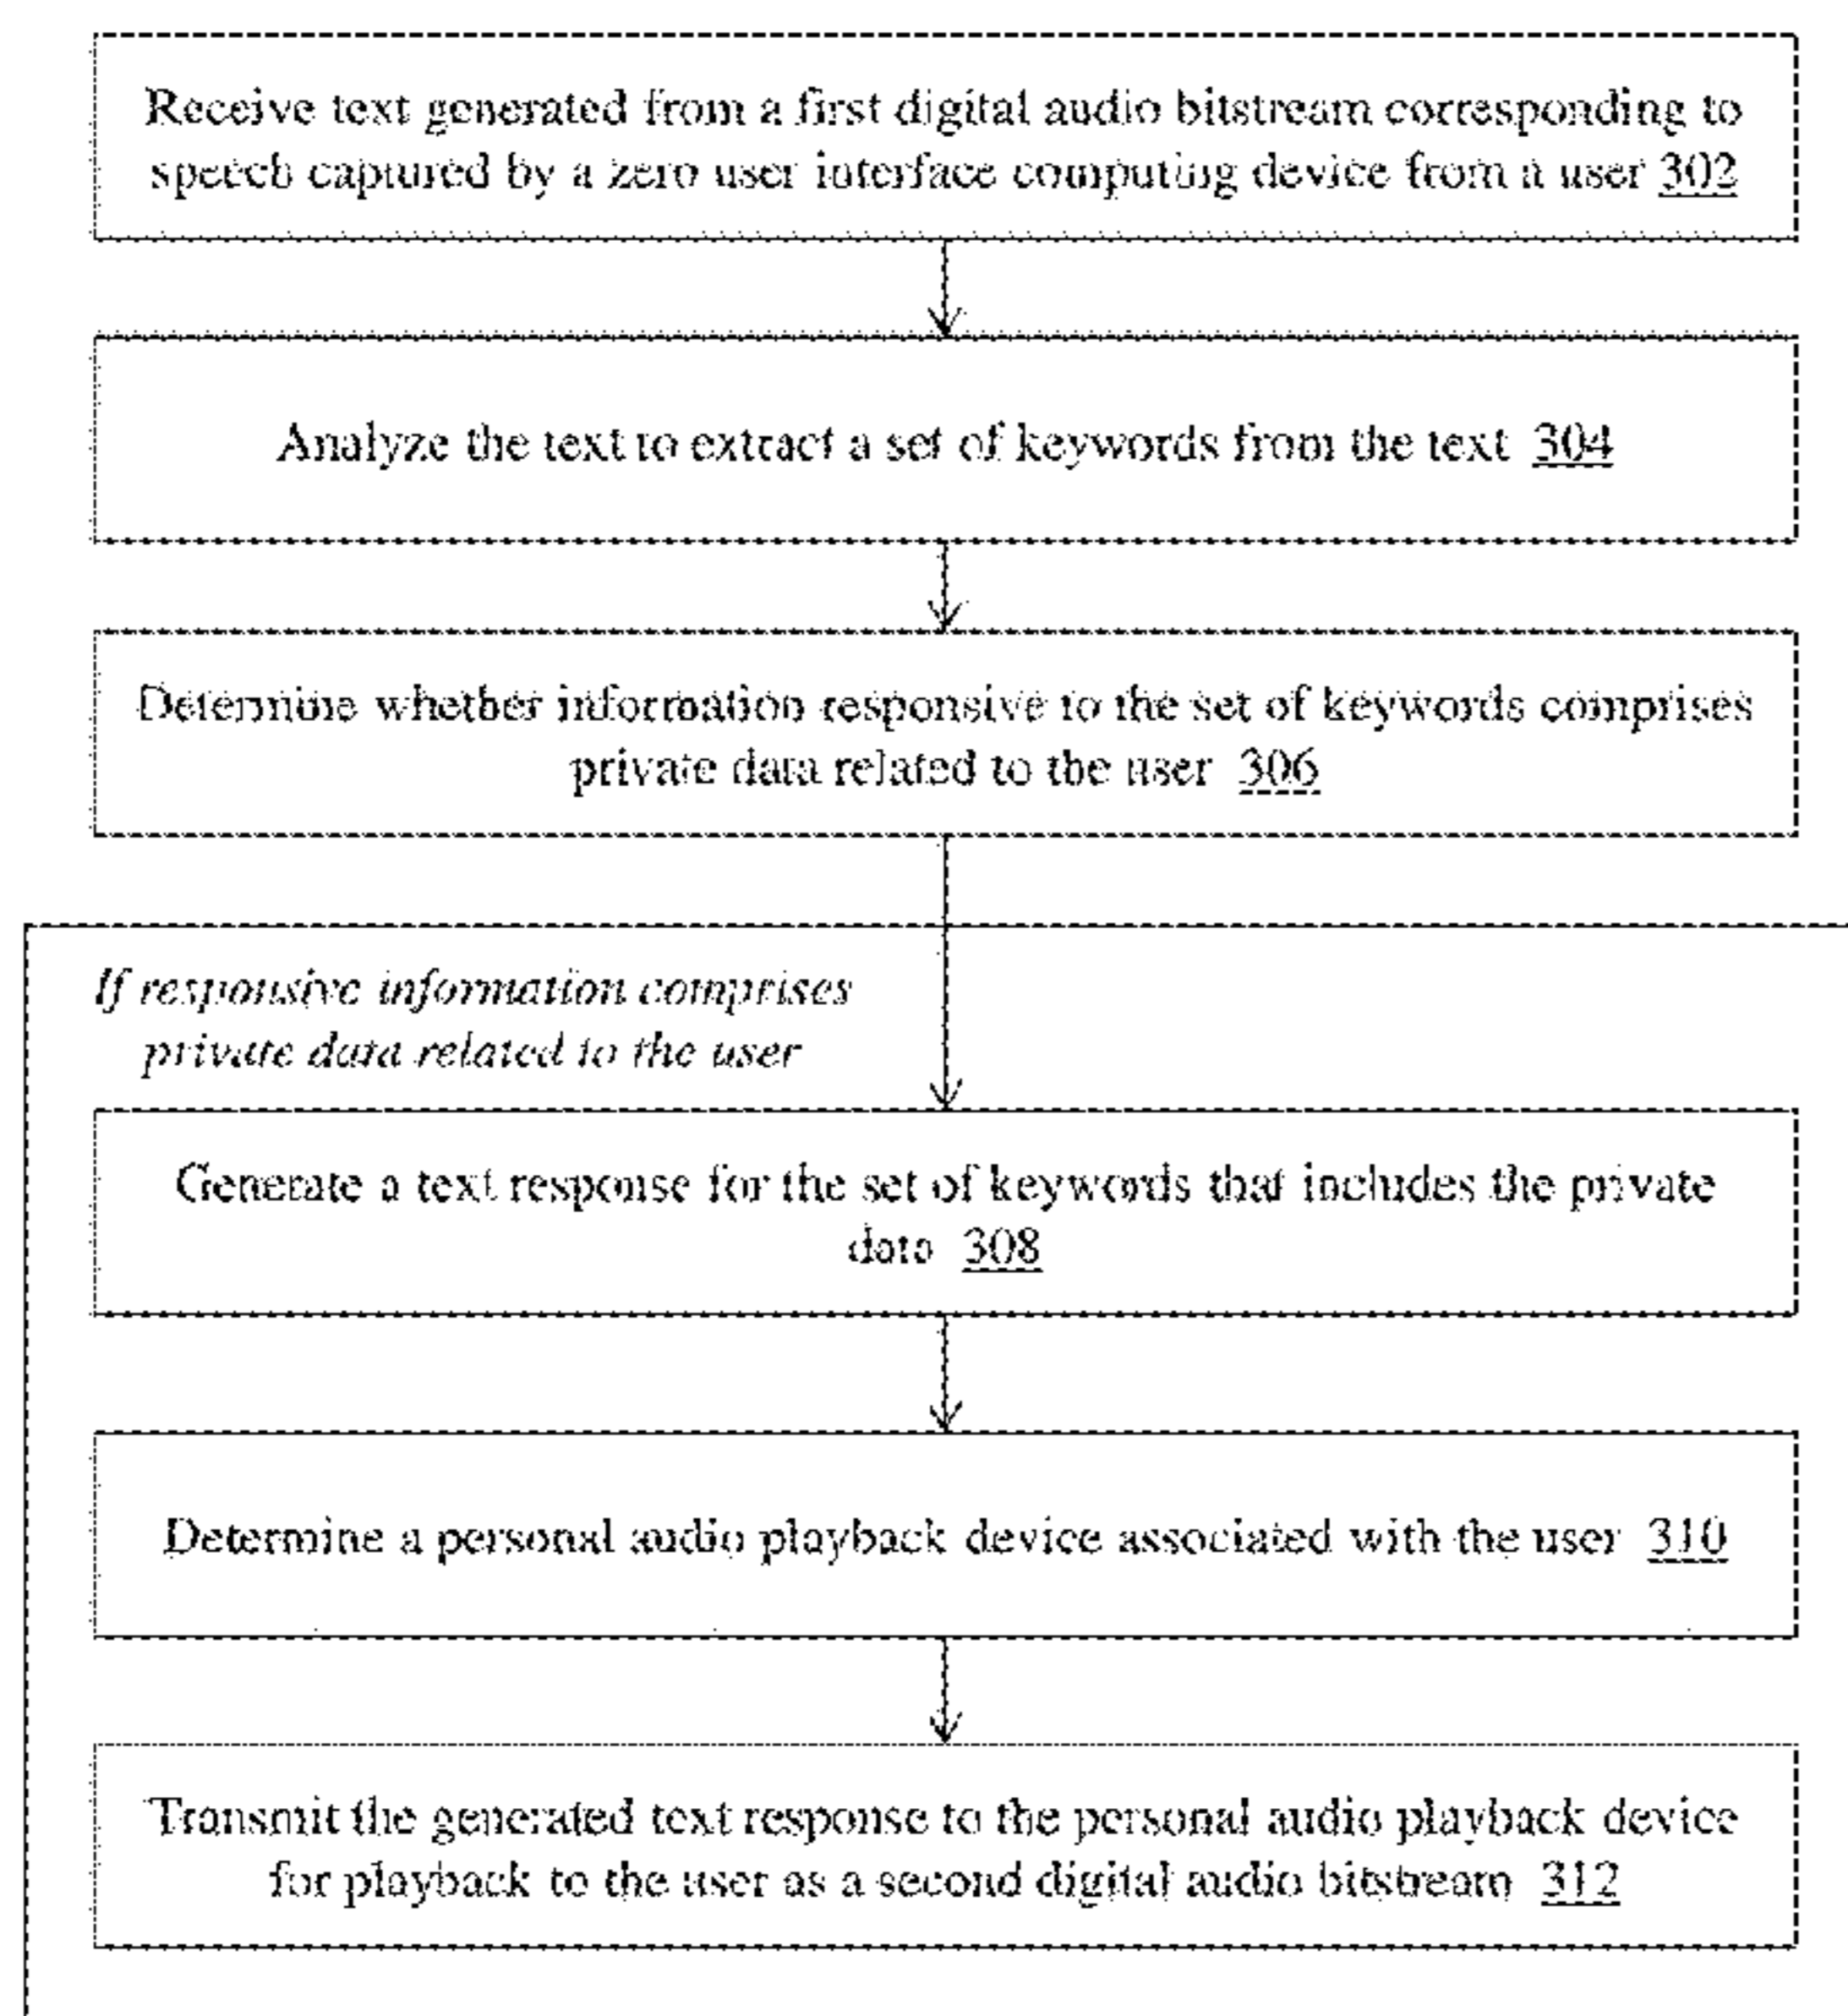 Receive text generated from a first digital audio bitstream corresponding to
speech captured by a zero user interface computing device from a user 302
Analyze the text to extract a set of keywords from the text 304
Determine whether information responsive to the set of keywords comprises
private data related to the user 306
If responsive information comprises
private data related to the user
Generate a text response for the set of keywords that includes the private
data 308
Determine a personal audio playback device associated with the user 310
Transmit the generated text response to the personal audio playback device
for playback to the user as a second digital audio bitstream 312